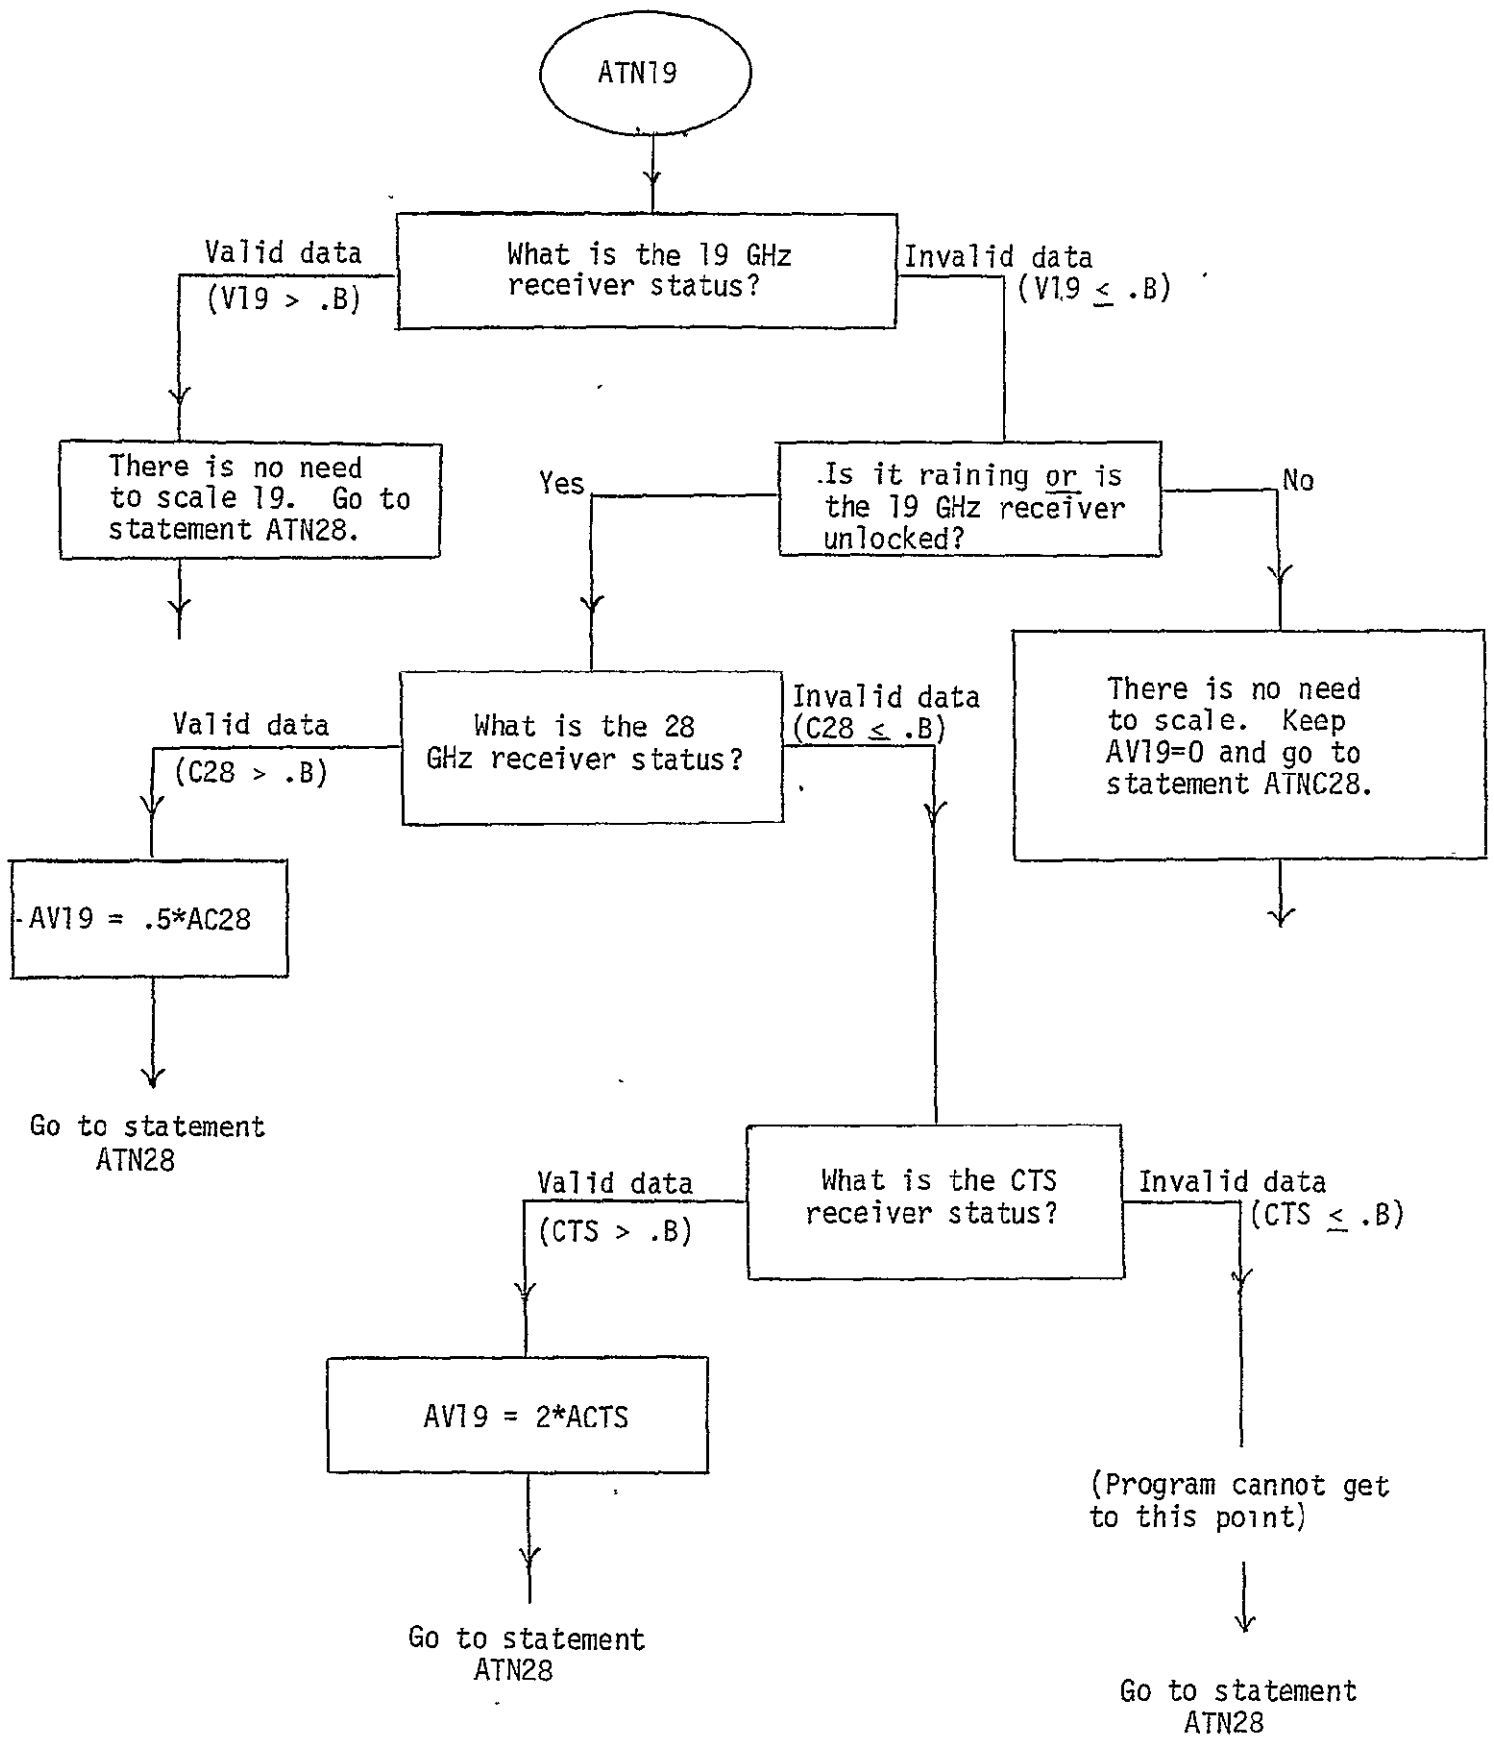 ATN19
What is the 19 GHz
receiver status?
Valid data
(V19 > .B)
Invalid data
(V19 ≤ .B)
There is no need
to scale 19. Go to
statement ATN28.
Is it raining or is
the 19 GHz receiver
unlocked?
Yes
No
There is no need
to scale. Keep
AV19=0 and go to
statement ATNC28.
What is the 28
GHz receiver status?
Valid data
(C28 > .B)
Invalid data
(C28 ≤ .B)
AV19 = .5*AC28
Go to statement
ATN28
What is the CTS
receiver status?
Valid data
(CTS > .B)
Invalid data
(CTS ≤ .B)
AV19 = 2*ACTS
Go to statement
ATN28
(Program cannot get
to this point)
Go to statement
ATN28